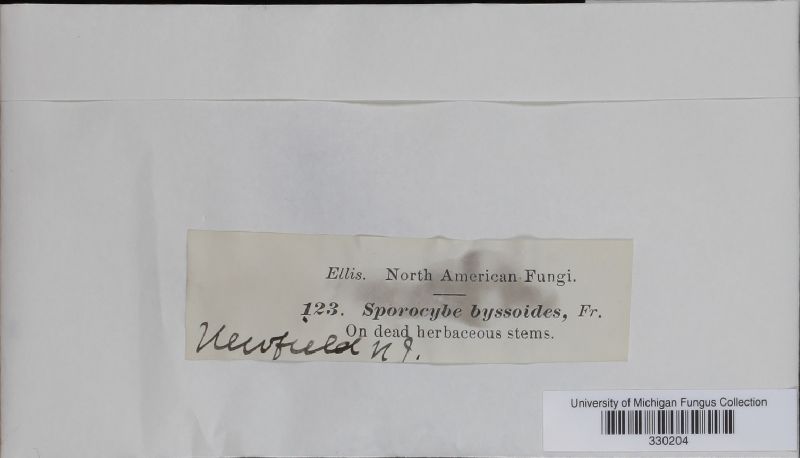 Ellis. North American Fungi.
123. Sporocybe byssoides, Fr.
On dead herbaceous stems.
Newfield N J.
University of Michigan Fungus Collection
330204